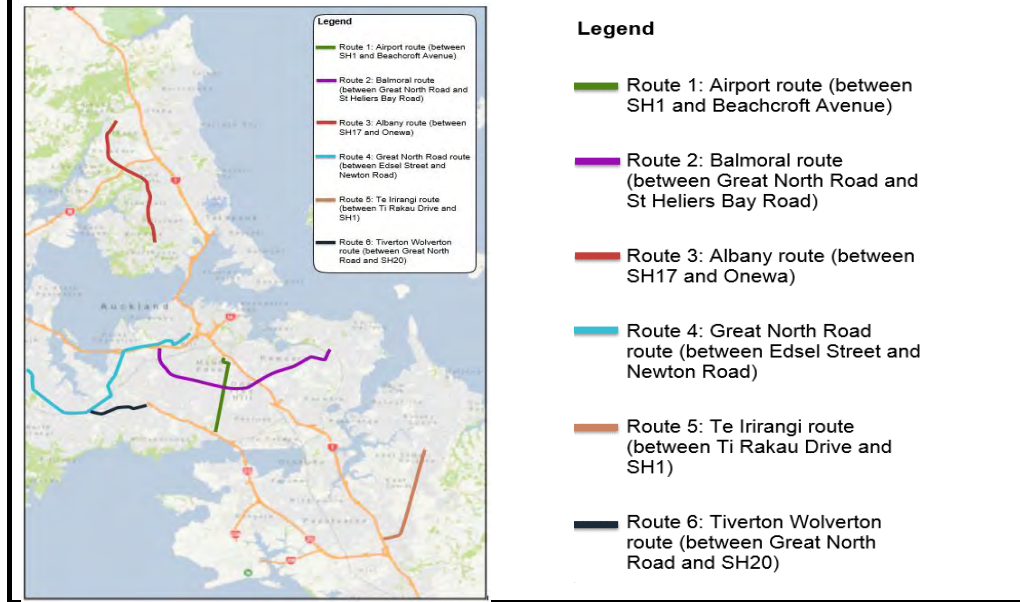 Legend
Route 1: Airport route (between
SH1 and Beachcroft Avenue)
Route 2: Balmoral route
(between Great North Road and
St Heliers Bay Road)
Route 3: Albany route (between
SH17 and Onewa)
Route 4: Great North Road route
(between Edsel Street and
Newton Road)
Route 5: Te Irirangi route
(between Ti Rakau Drive and
SH1)
Route 6: Tiverton Wolverton
route (between Great North
Road and SH20)
Auckland
Legend
Route 1: Airport route (between
SH1 and Beachcroft Avenue)
Route 2: Balmoral route
(between Great North Road and
St Heliers Bay Road)
Route 3: Albany route (between
SH17 and Onewa)
Route 4: Great North Road
route (between Edsel Street and
Newton Road)
Route 5: Te Irirangi route
(between Ti Rakau Drive and
SH1)
Route 6: Tiverton Wolverton
route (between Great North
Road and SH20)